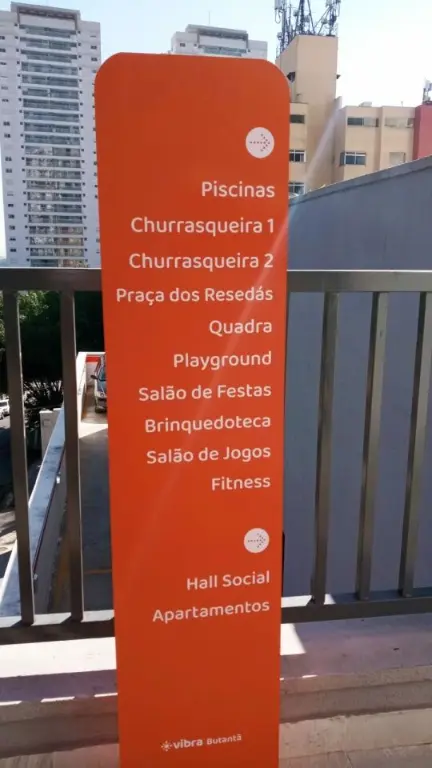 Piscinas
Churrasqueira 1
Churrasqueira 2
Praça dos Resedás
Quadra
Playground
Salão de Festas
Brinquedoteca
Salão de Jogos
Fitness
Hall Social
Apartamentos
vibra Butantã